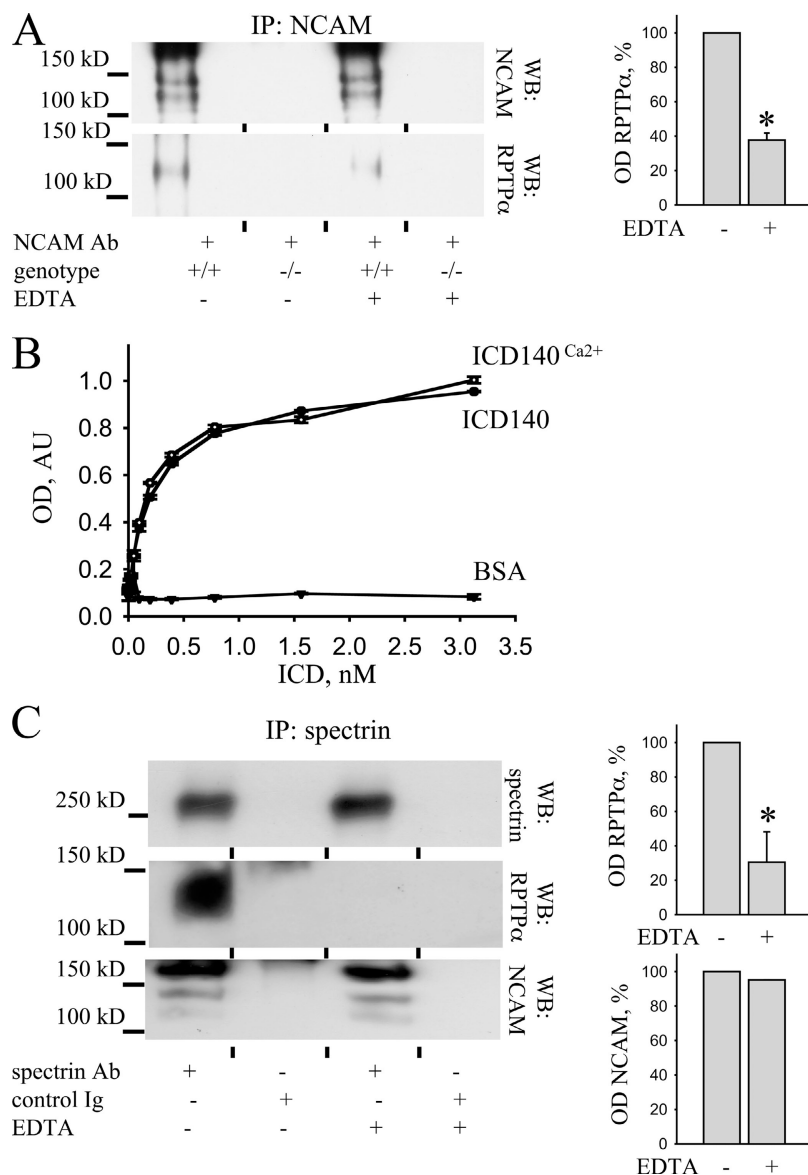 A
IP: NCAM
150 kD
100 kD
WB:
NCAM
150 kD
100 kD
WB:
RPTPα
NCAM Ab + + + +
genotype +/+ -/- +/+ -/-
EDTA - - + +
OD RPTPα, %
100
80
60
40
20
0
*
EDTA - +
B
OD, AU
1.0
0.8
0.6
0.4
0.2
0.0
ICD140 Ca2+
ICD140
BSA
0.0 0.5 1.0 1.5 2.0 2.5 3.0 3.5
ICD, nM
C
IP: spectrin
250 kD
WB:
spectrin
150 kD
100 kD
WB:
RPTPα
150 kD
100 kD
WB:
NCAM
spectrin Ab + - + -
control Ig - + - +
EDTA - - + +
OD RPTPα, %
100
80
60
40
20
0
*
EDTA - +
OD NCAM, %
100
80
60
40
20
0
EDTA - +